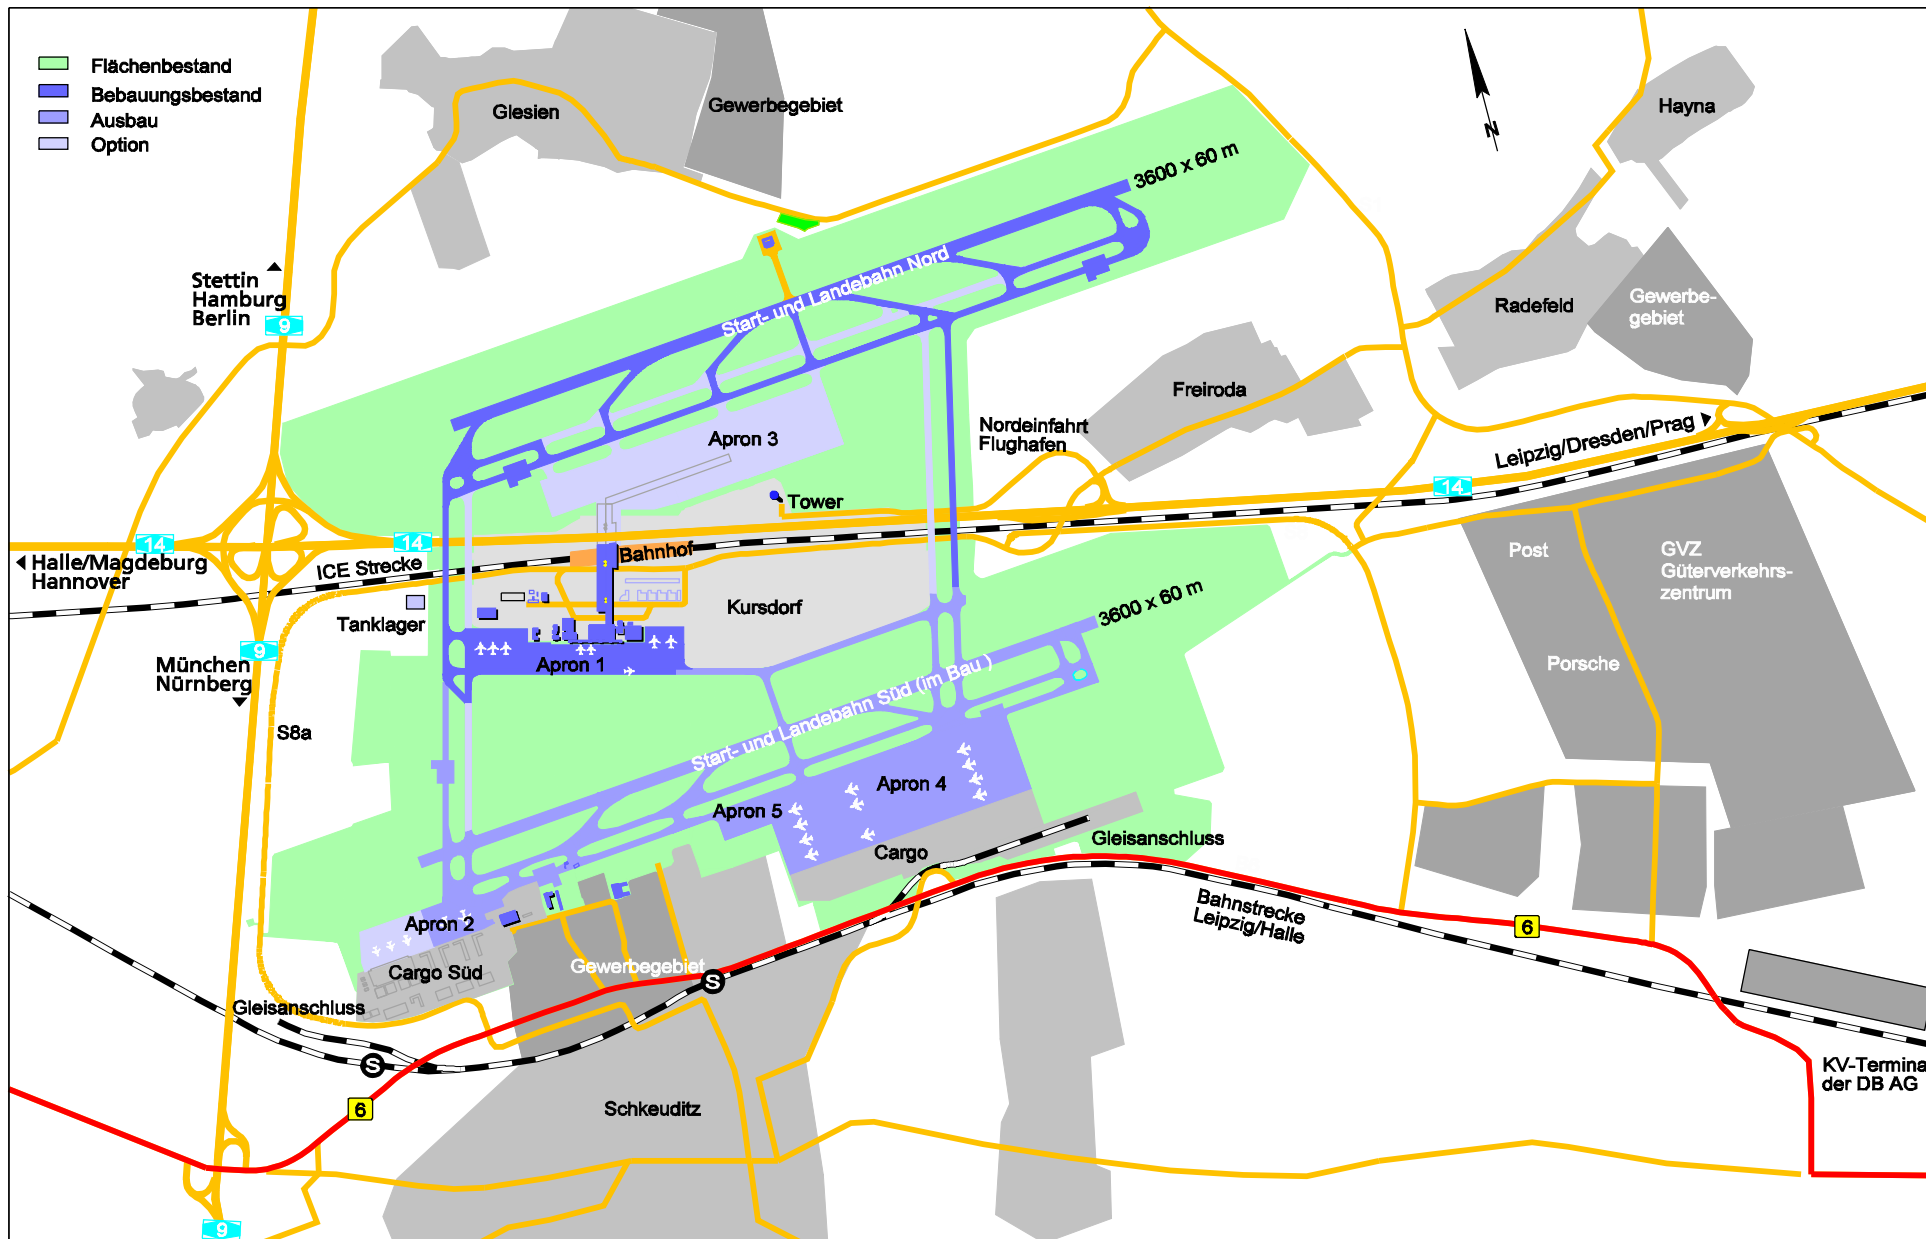 Flächenbestand
Bebauungsbestand
Ausbau
Option
Glesien
Gewerbegebiet
Hayna
N
3600 x 60 m
Stettin
Hamburg
Berlin
9
Start- und Landebahn Nord
Radefeld
Gewerbe-
gebiet
Freiroda
Apron 3
Nordeinfahrt
Flughafen
Leipzig/Dresden/Prag
14
Tower
14
14
Halle/Magdeburg
Hannover
ICE Strecke
Bahnhof
Post
GVZ
Güterverkehrs-
zentrum
Tanklager
Kursdorf
3600 x 60 m
9
München
Nürnberg
Apron 1
Porsche
S8a
Start- und Landebahn Süd (im Bau )
Apron 4
Apron 5
Cargo
Gleisanschluss
Bahnstrecke
Leipzig/Halle
6
Apron 2
Cargo Süd
Gewerbegebiet
S
Gleisanschluss
S
6
Schkeuditz
KV-Termina
der DB AG
9